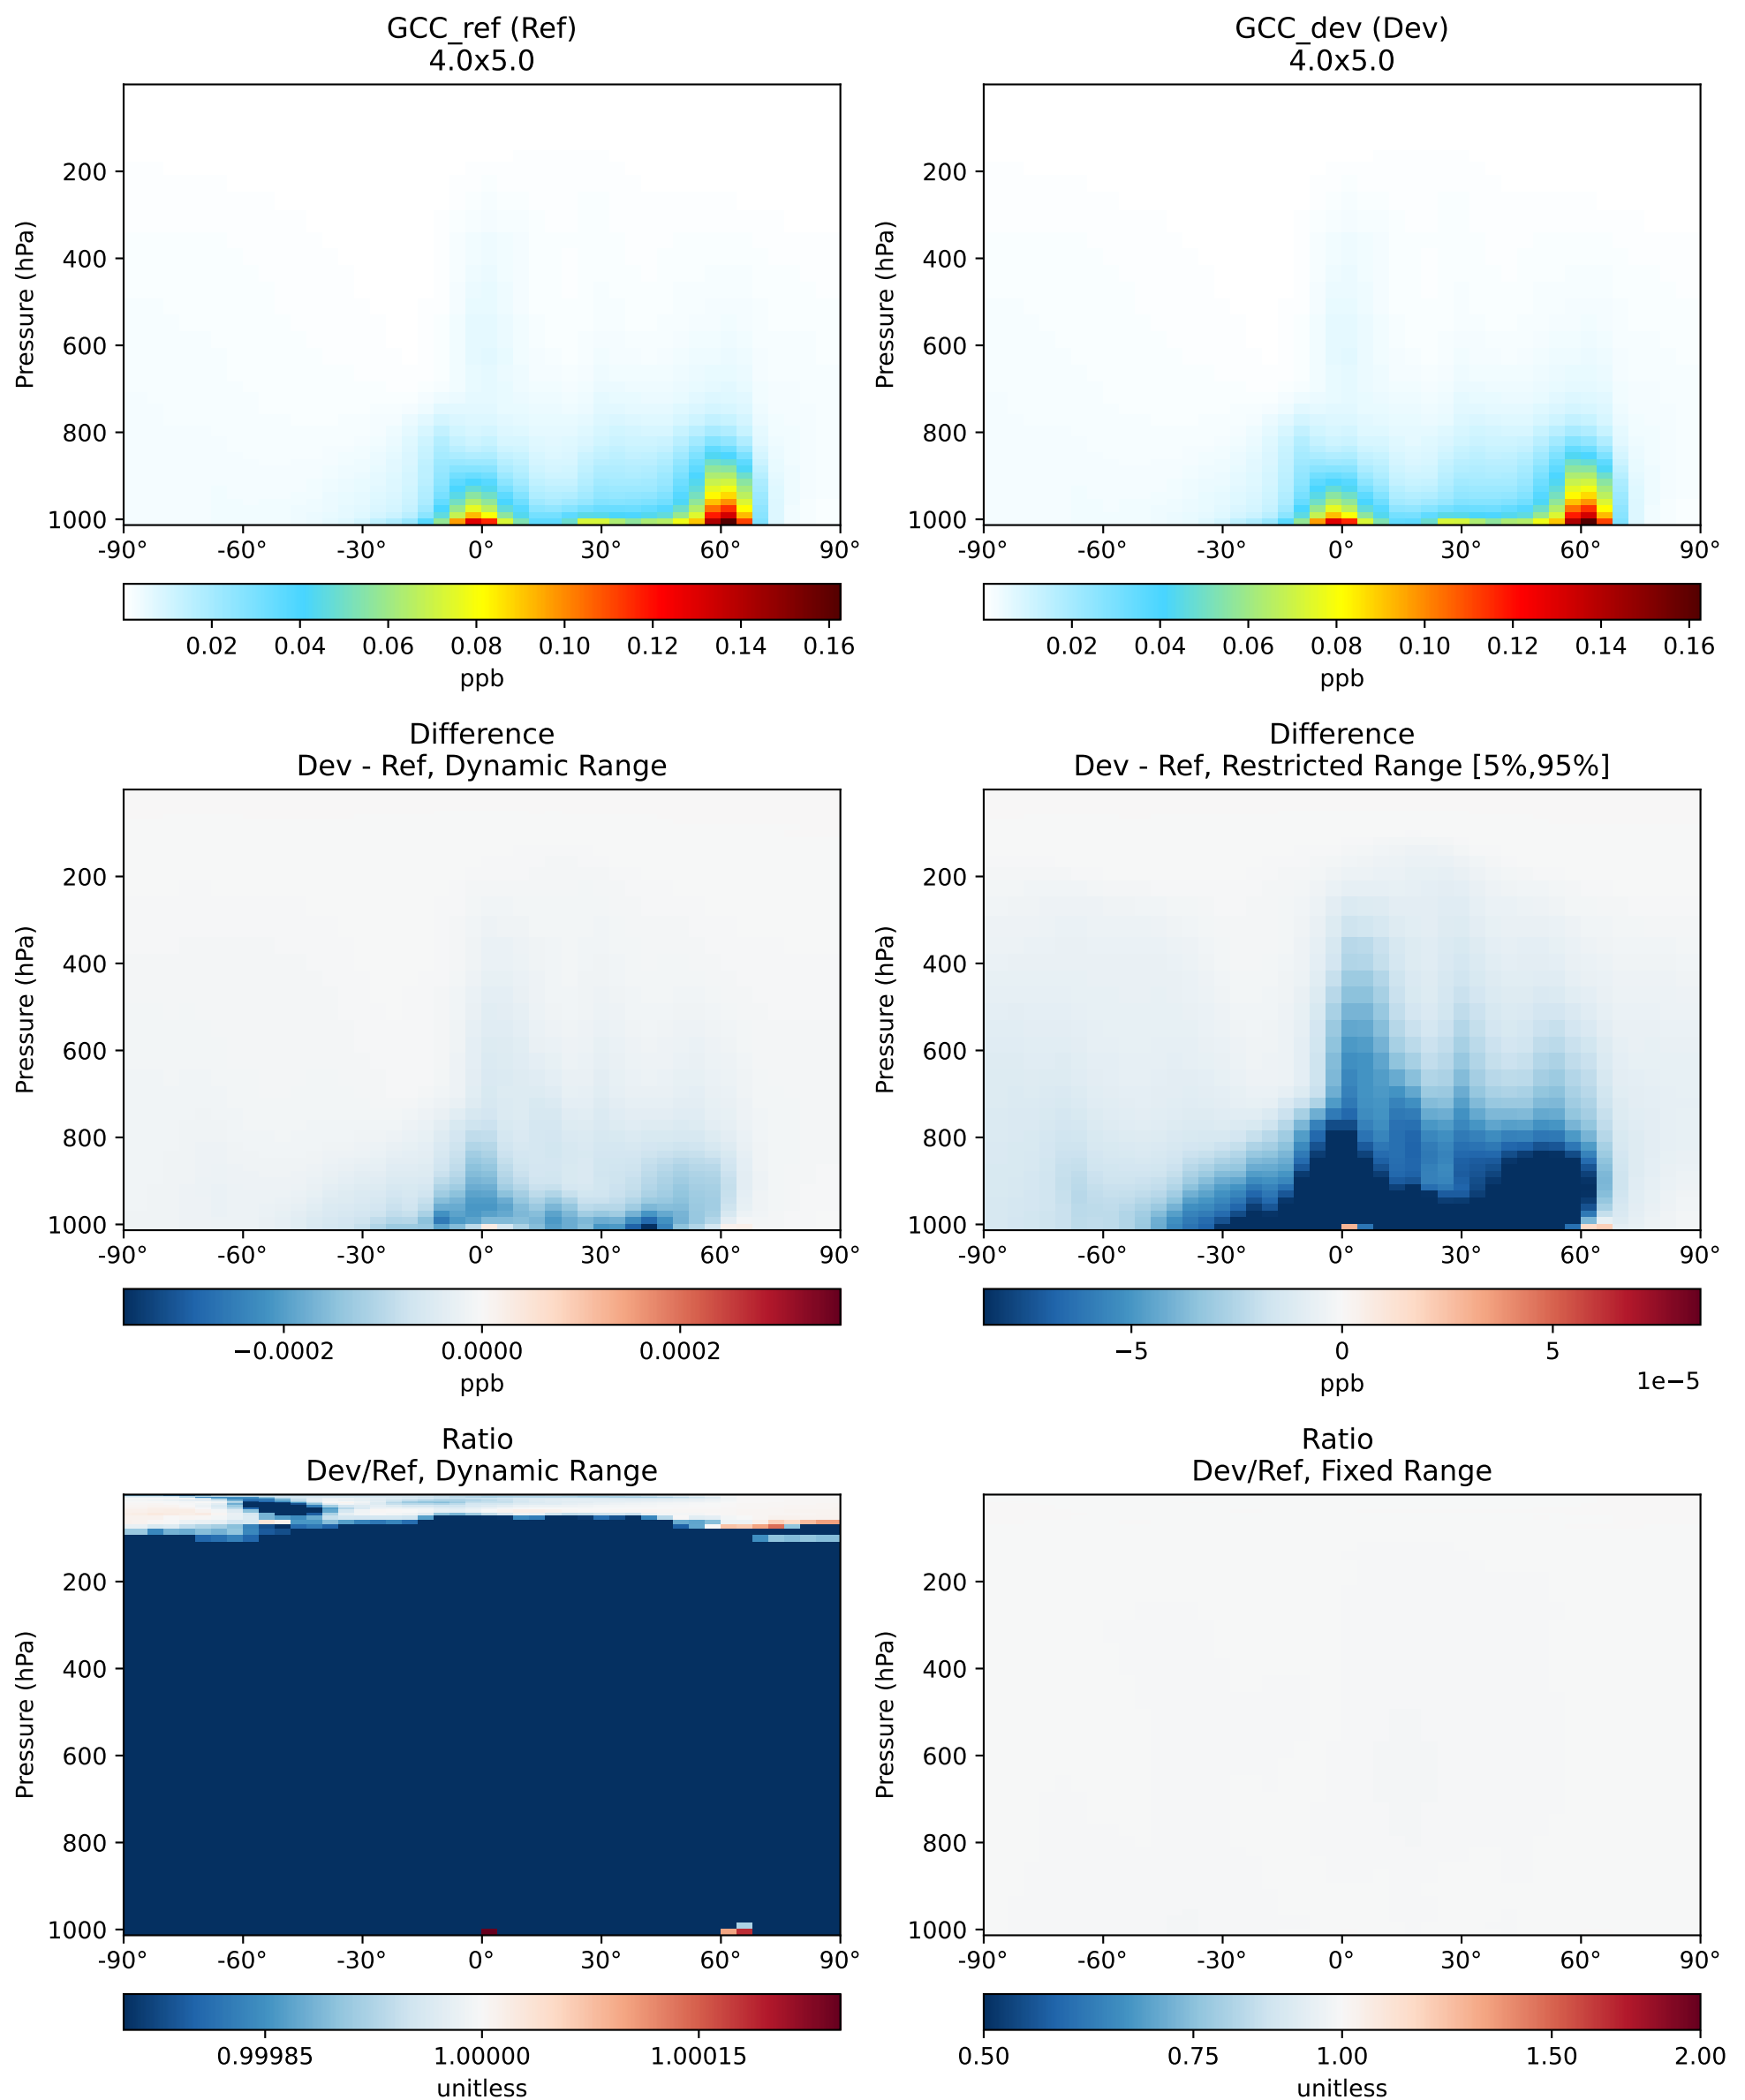 GCC_ref (Ref)
4.0x5.0
GCC_dev (Dev)
4.0x5.0
Pressure (hPa)
200
400
600
800
1000
-90° -60° -30° 0° 30° 60° 90°
0.02 0.04 0.06 0.08 0.10 0.12 0.14 0.16
ppb
Pressure (hPa)
200
400
600
800
1000
-90° -60° -30° 0° 30° 60° 90°
0.02 0.04 0.06 0.08 0.10 0.12 0.14 0.16
ppb
Difference
Dev - Ref, Dynamic Range
Pressure (hPa)
200
400
600
800
1000
-90° -60° -30° 0° 30° 60° 90°
−0.0002 0.0000 0.0002
ppb
Difference
Dev - Ref, Restricted Range [5%,95%]
Pressure (hPa)
200
400
600
800
1000
-90° -60° -30° 0° 30° 60° 90°
−5 0 5
ppb
1e−5
Ratio
Dev/Ref, Dynamic Range
Pressure (hPa)
200
400
600
800
1000
-90° -60° -30° 0° 30° 60° 90°
0.99985 1.00000 1.00015
unitless
Ratio
Dev/Ref, Fixed Range
Pressure (hPa)
200
400
600
800
1000
-90° -60° -30° 0° 30° 60° 90°
0.50 0.75 1.00 1.50 2.00
unitless